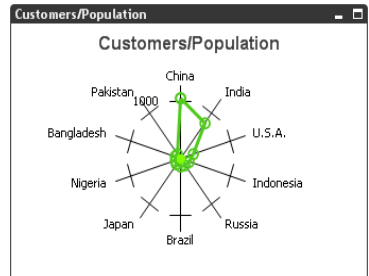 Customers/Population
Customers/Population
China
Pakistan
1000
India
Bangladesh
U.S.A.
Nigeria
Indonesia
Japan
Russia
Brazil